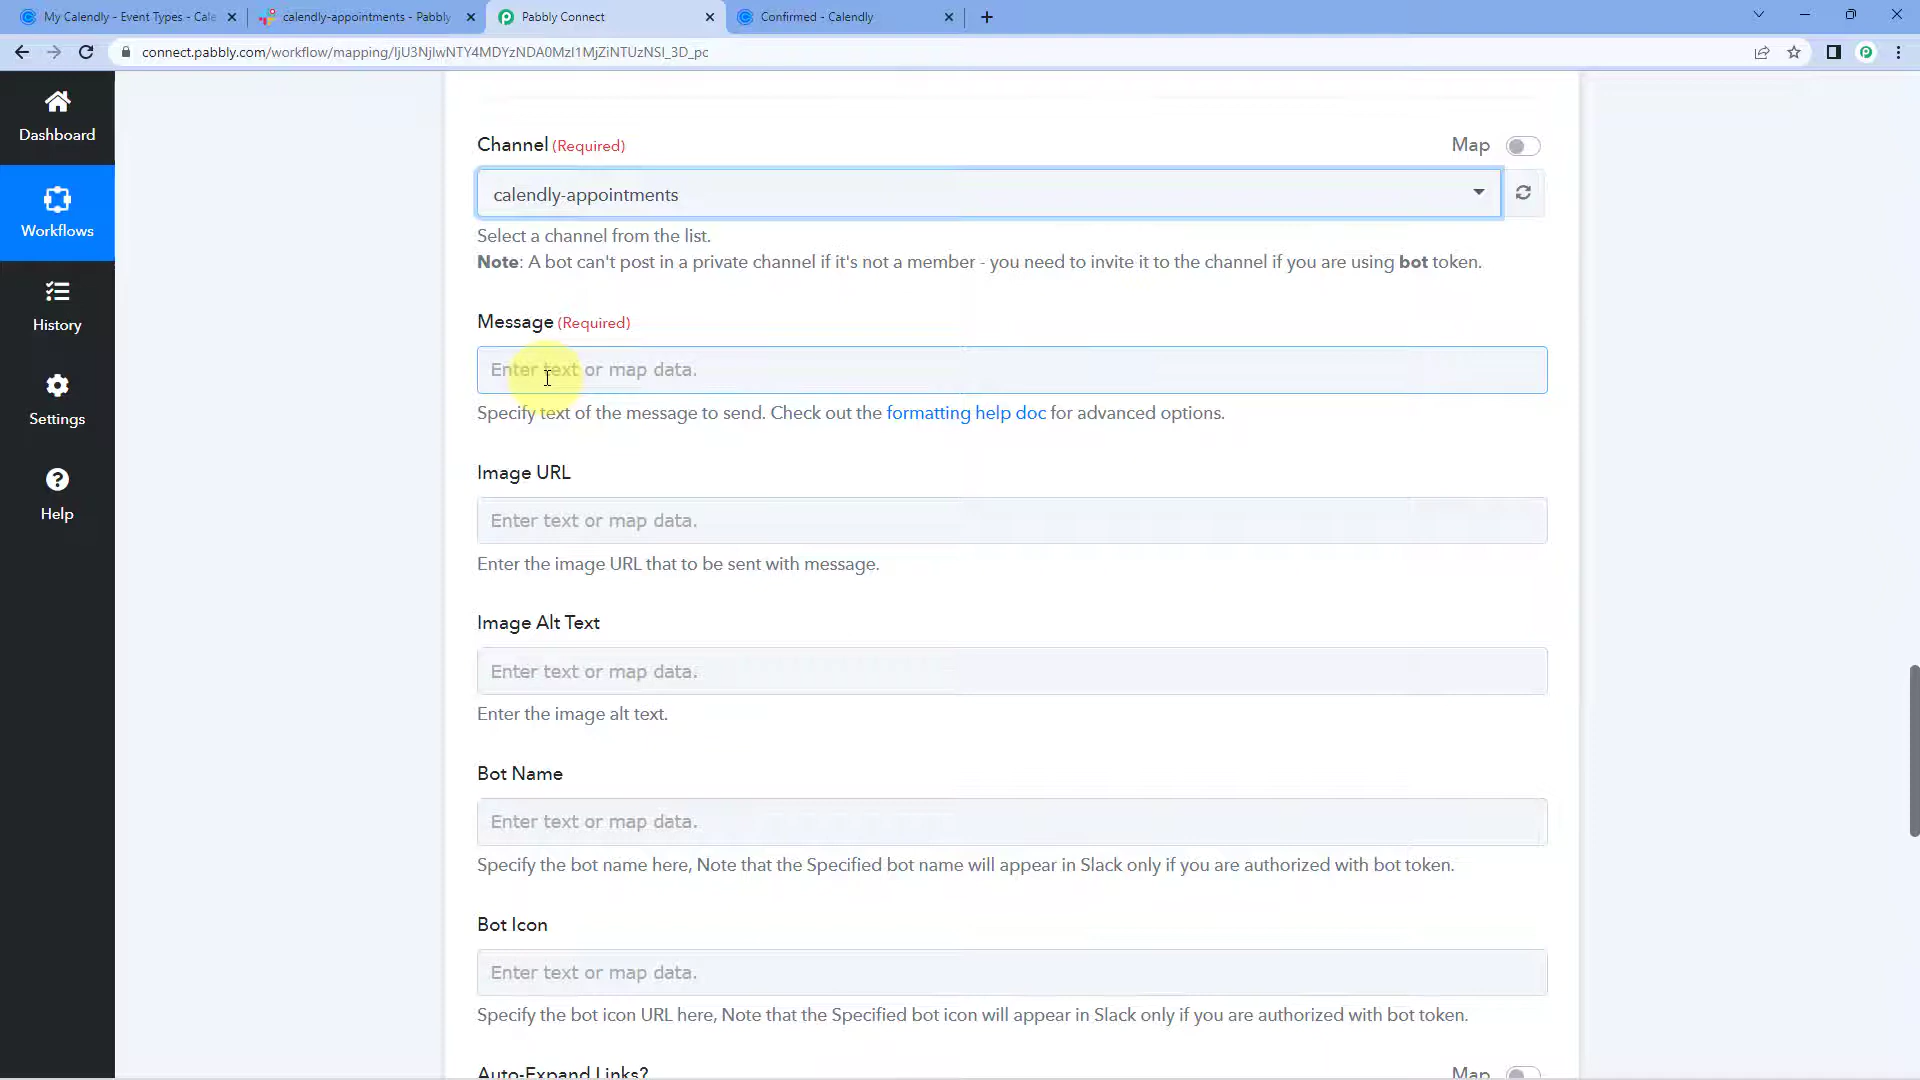 My Calendly - Event Types - Cale
calendly-appointments - Pabbly
Pabbly Connect
Confirmed - Calendly
connect.pabbly.com/workflow/mapping/IjU3NjIwNTY4MDYzNDA0MzI1MjZiNTUzNSI_3D_pc
Dashboard
Workflows
History
Settings
Help
Channel (Required)
Map
calendly-appointments
Select a channel from the list.
Note: A bot can't post in a private channel if it's not a member - you need to invite it to the channel if you are using bot token.
Message (Required)
Enter text or map data.
Specify text of the message to send. Check out the formatting help doc for advanced options.
Image URL
Enter text or map data.
Enter the image URL that to be sent with message.
Image Alt Text
Enter text or map data.
Enter the image alt text.
Bot Name
Enter text or map data.
Specify the bot name here, Note that the Specified bot name will appear in Slack only if you are authorized with bot token.
Bot Icon
Enter text or map data.
Specify the bot icon URL here, Note that the Specified bot icon will appear in Slack only if you are authorized with bot token.
Auto-Expand Links?
Map